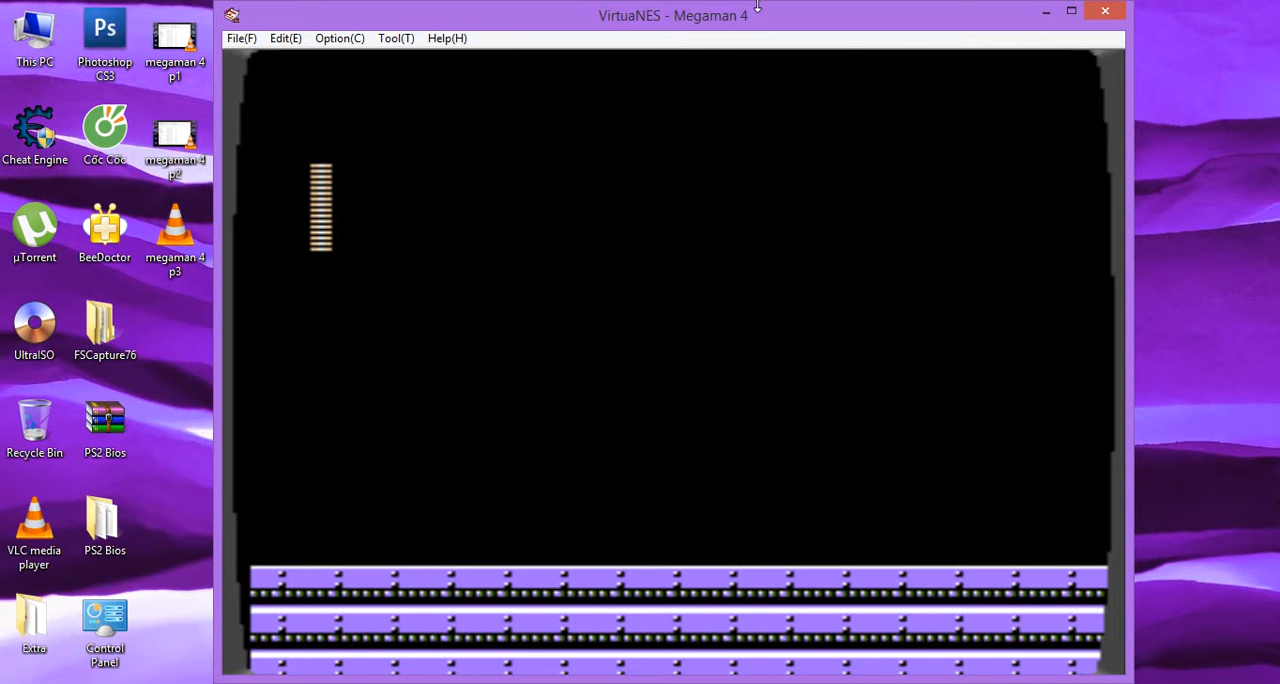 VirtuaNES - Megaman 4
File(F) Edit(E) Option(C) Tool(T) Help(H)
This PC
Ps
Photoshop
CS3
megaman 4
p1
Cheat Engine
Cốc Cốc
megaman 4
p2
µ
µTorrent
BeeDoctor
megaman 4
p3
UltraISO
FSCapture76
Recycle Bin
PS2 Bios
VLC media
player
PS2 Bios
Extra
Control
Panel